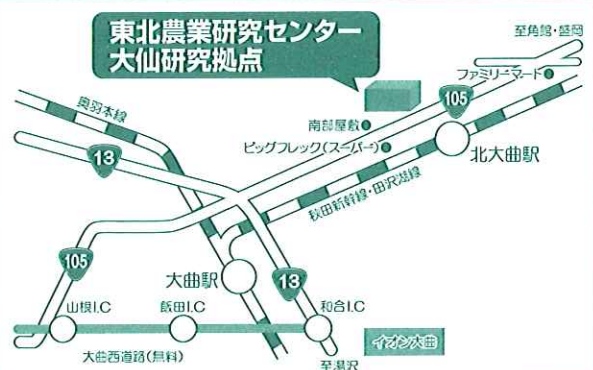 東北農業研究センター
大仙研究拠点
至角館・盛岡
ファミリーマート
105
奥羽本線
南部屋敷
ビッグフレック(スーパー)
北大曲駅
13
秋田新幹線・田沢湖線
105
大曲駅
13
山根I.C
飯田I.C
和合I.C
イオン大曲
大曲西道路(無料)
至湯沢